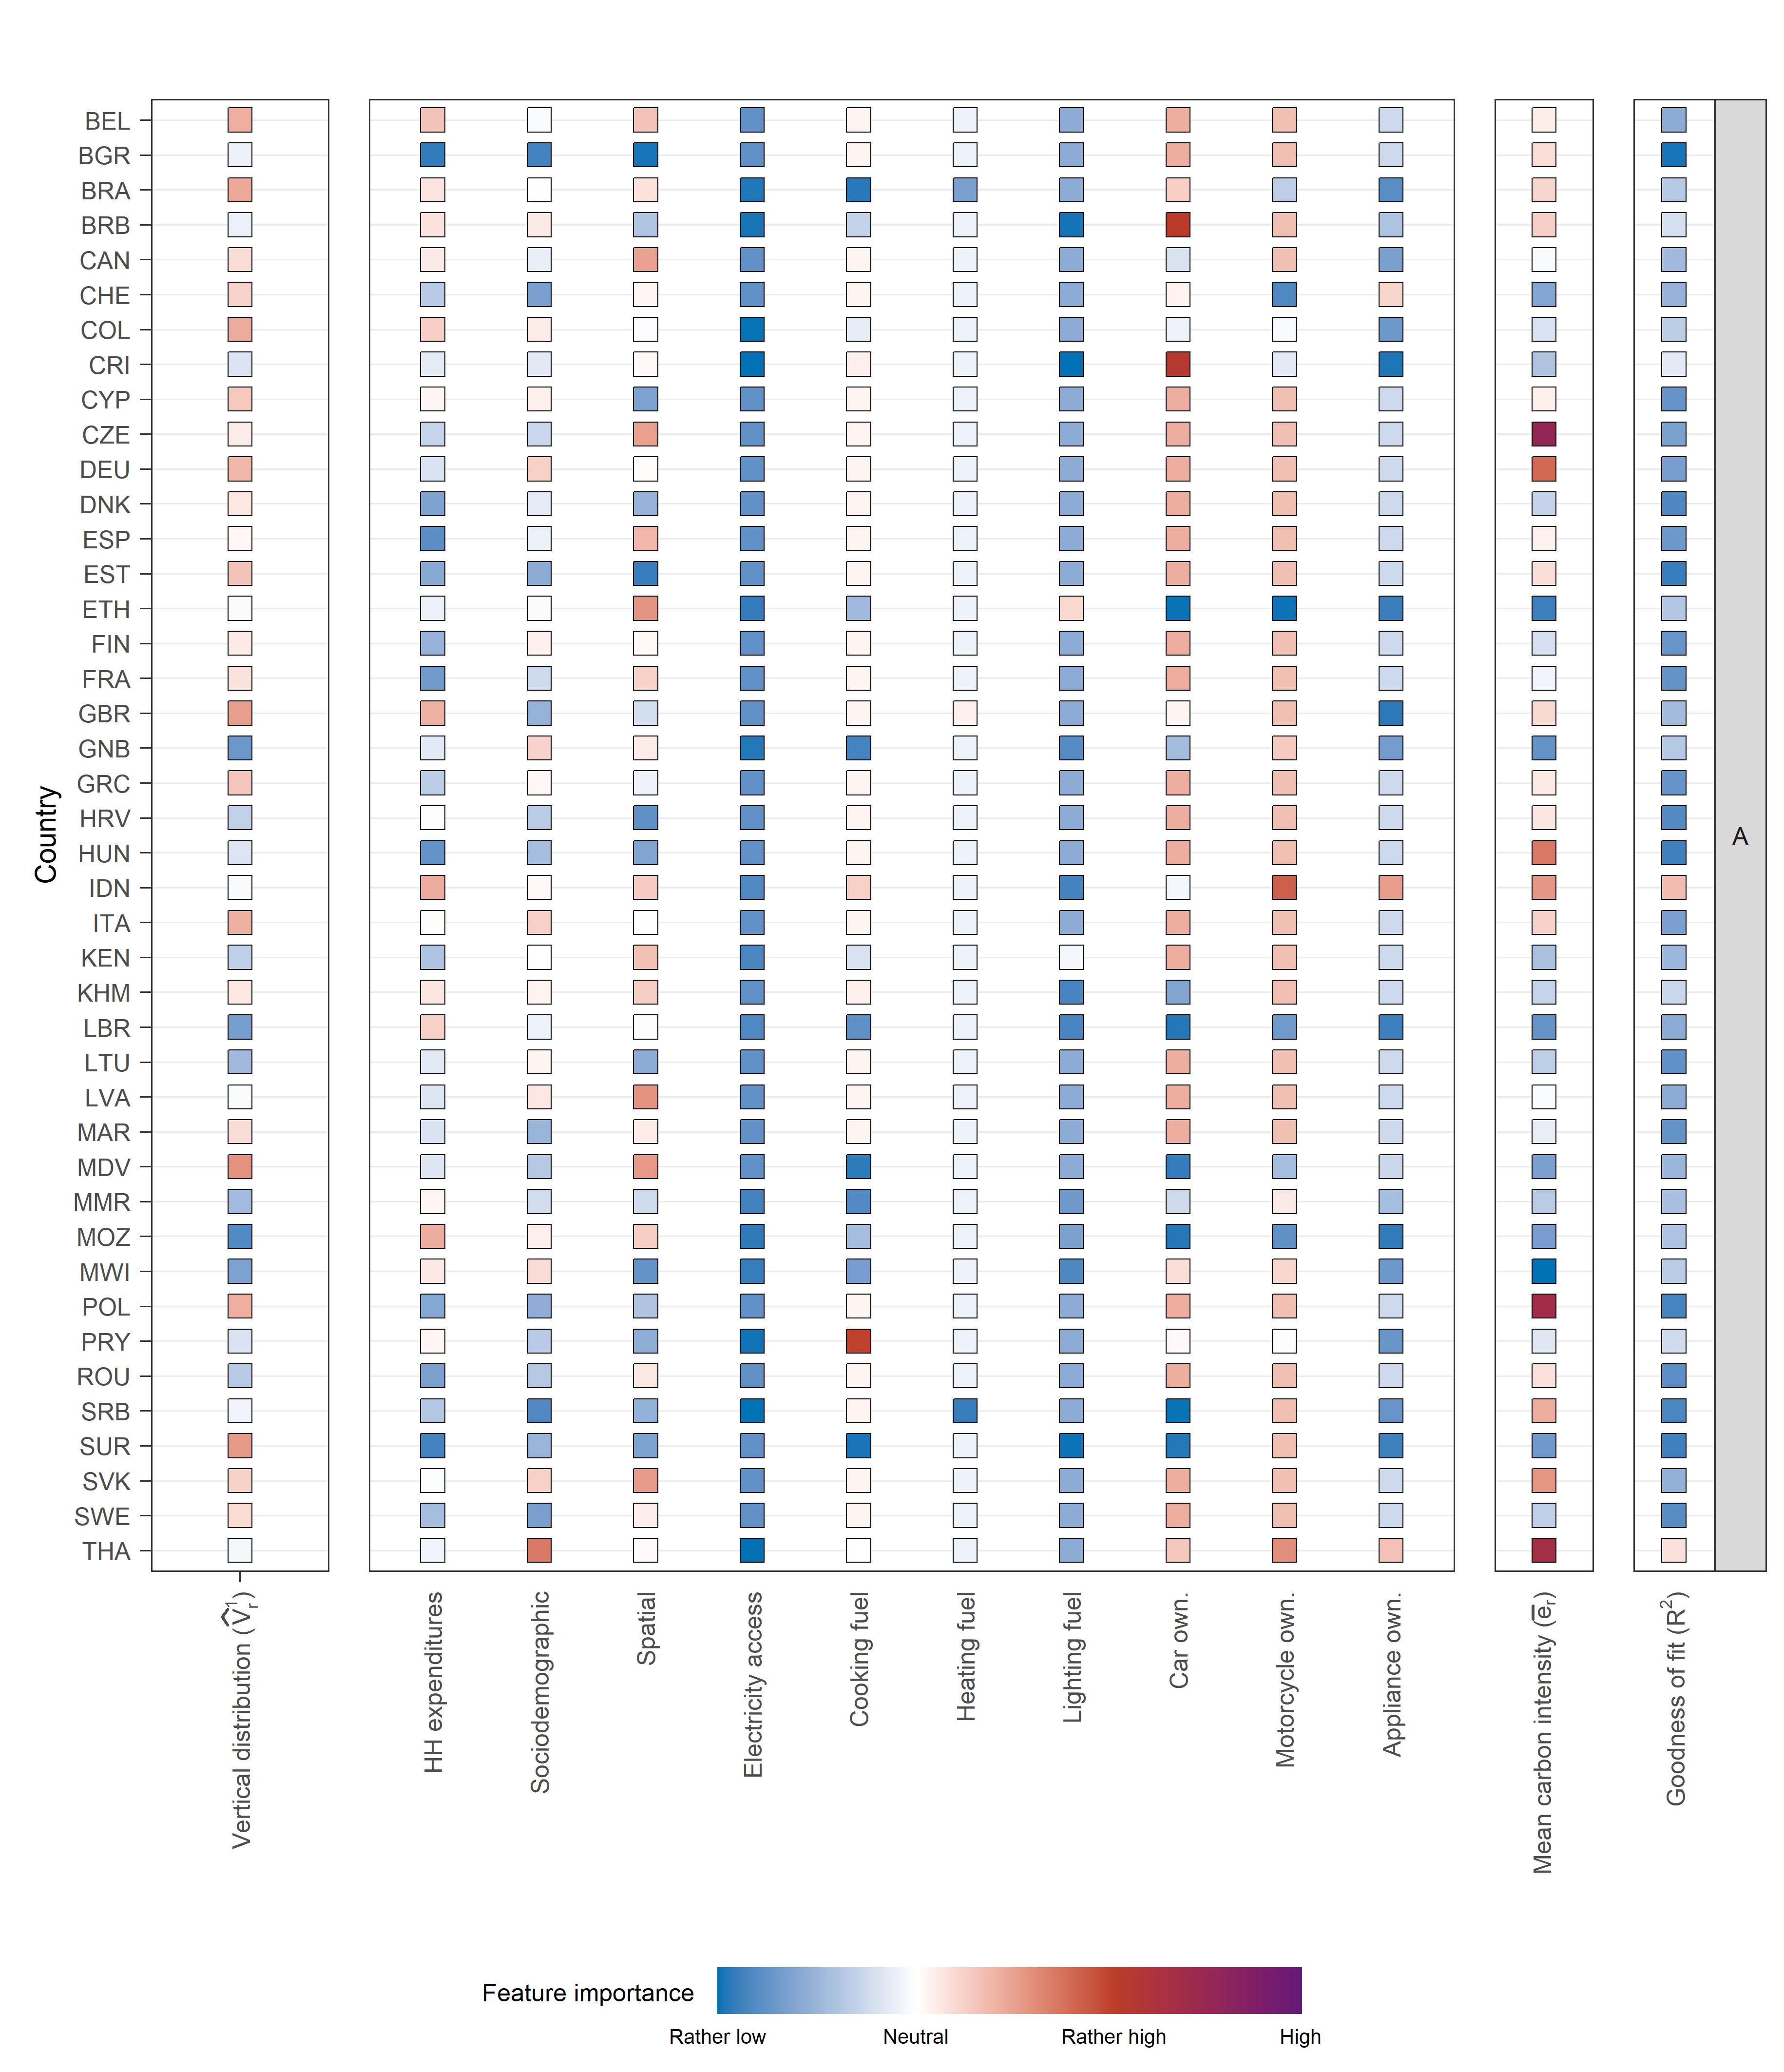 Country
BEL
BGR
BRA
BRB
CAN
CHE
COL
CRI
CYP
CZE
DEU
DNK
ESP
EST
ETH
FIN
FRA
GBR
GNB
GRC
HRV
HUN
IDN
ITA
KEN
KHM
LBR
LTU
LVA
MAR
MDV
MMR
MOZ
MWI
POL
PRY
ROU
SRB
SUR
SVK
SWE
THA
A
Vertical distribution (V̂r¹)
HH expenditures
Sociodemographic
Spatial
Electricity access
Cooking fuel
Heating fuel
Lighting fuel
Car own.
Motorcycle own.
Appliance own.
Mean carbon intensity (e̅r)
Goodness of fit (R²)
Feature importance
Rather low Neutral Rather high High